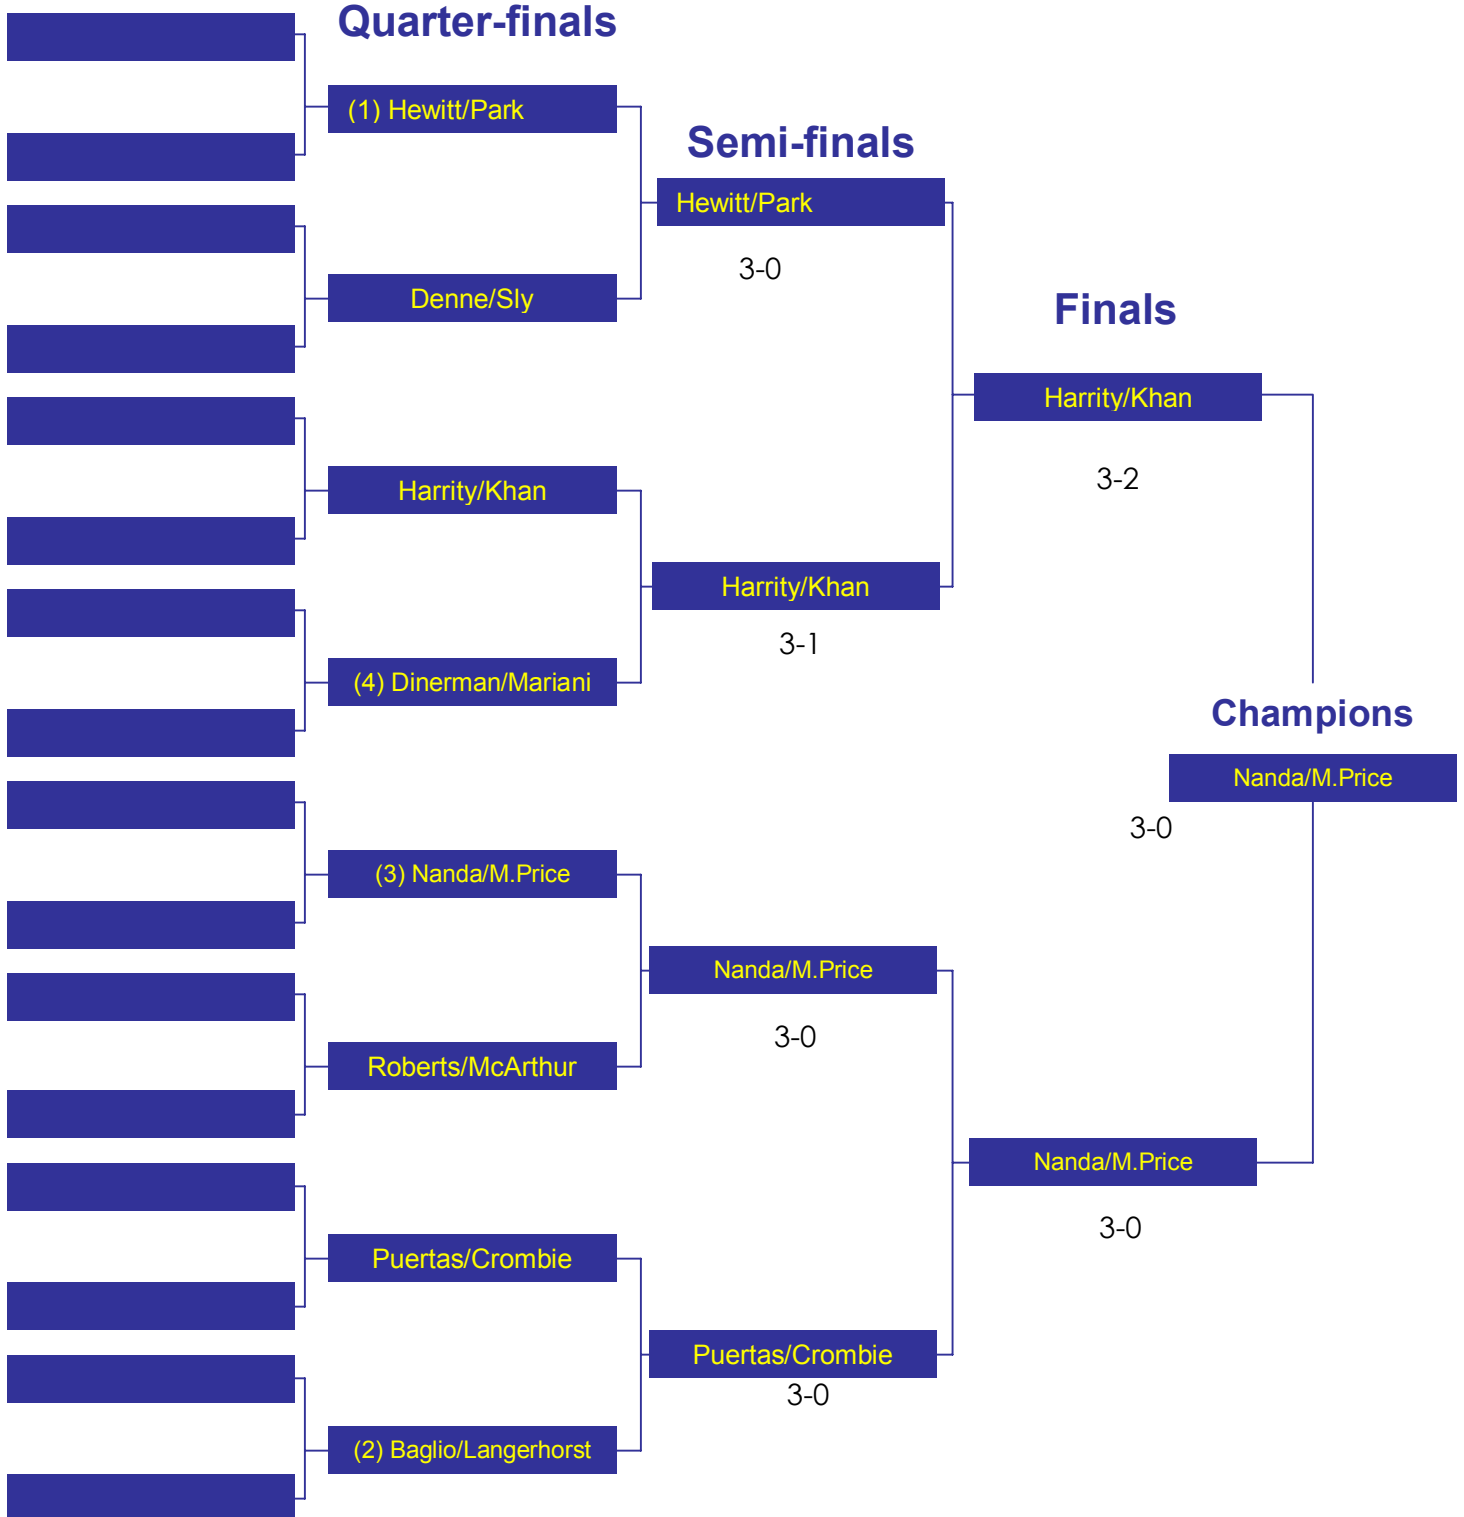 Quarter-finals
(1) Hewitt/Park
Semi-finals
Hewitt/Park
3-0
Denne/Sly
Finals
Harrity/Khan
3-2
Harrity/Khan
Harrity/Khan
3-1
(4) Dinerman/Mariani
Champions
Nanda/M.Price
3-0
(3) Nanda/M.Price
Nanda/M.Price
3-0
Roberts/McArthur
Nanda/M.Price
3-0
Puertas/Crombie
Puertas/Crombie
3-0
(2) Baglio/Langerhorst